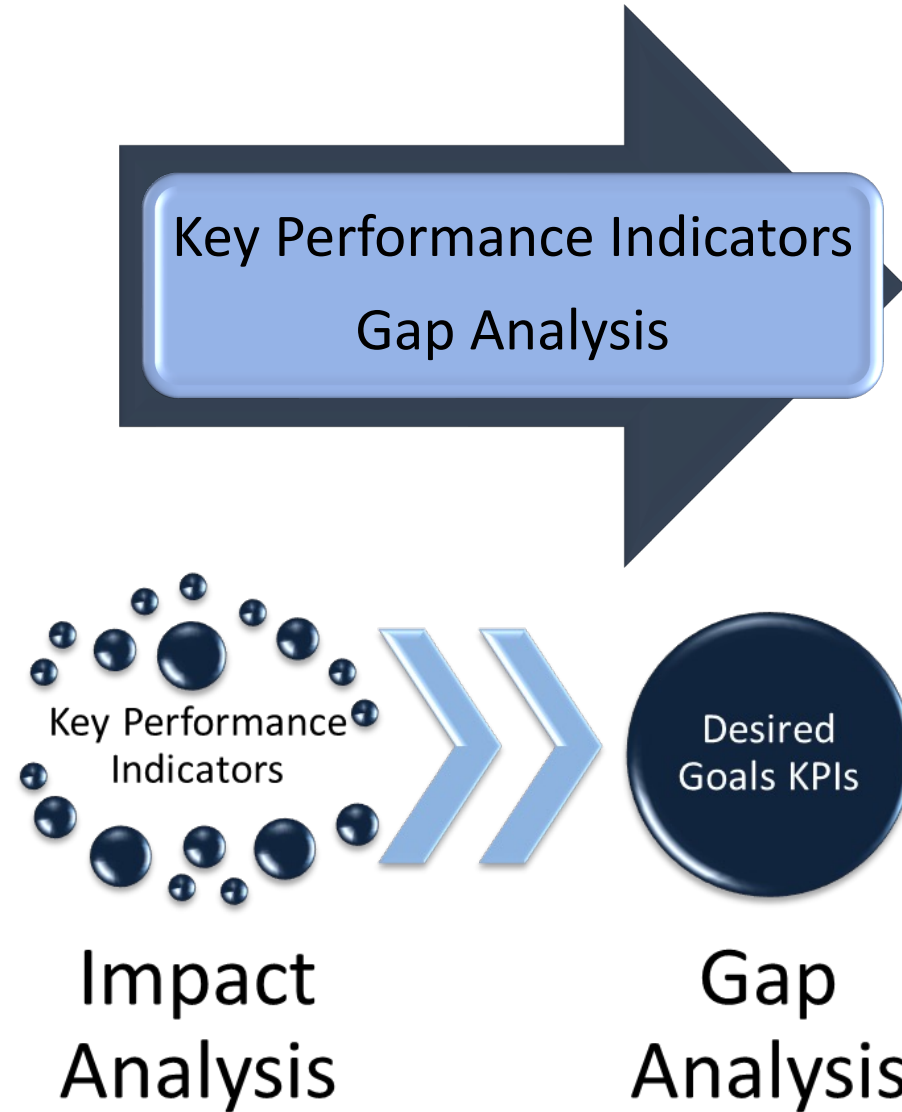 Key Performance Indicators
Gap Analysis
Key Performance
Indicators
Desired
Goals KPIs
Impact
Analysis
Gap
Analysis